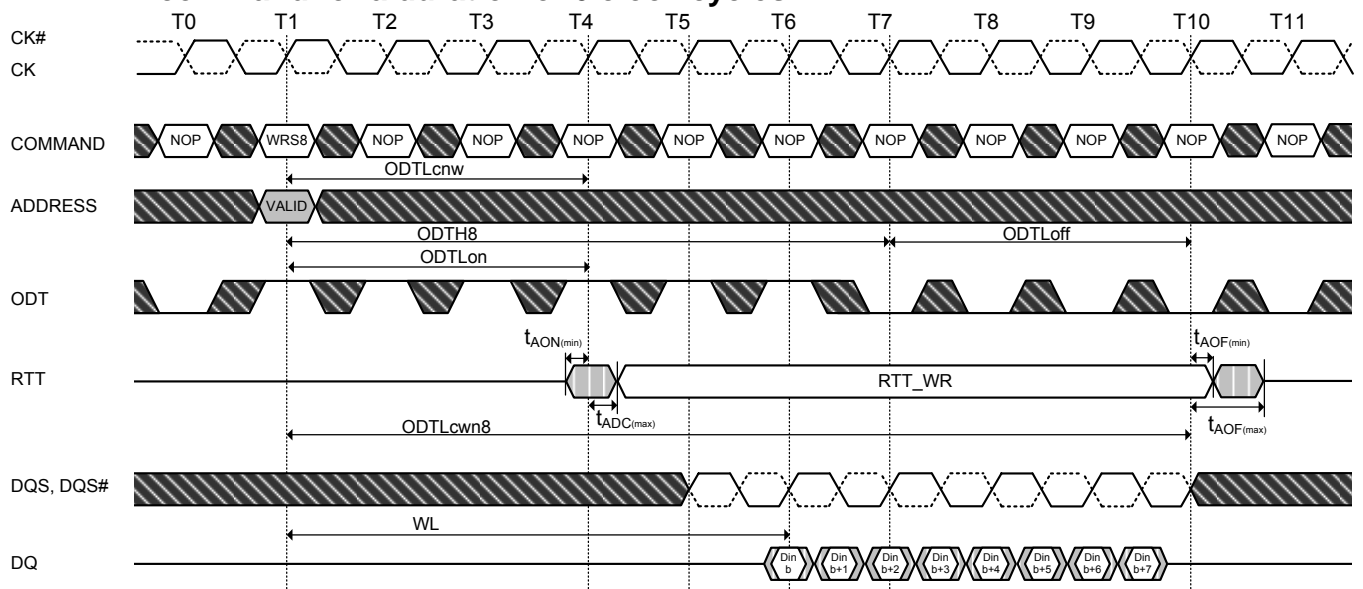 T0 T1 T2 T3 T4 T5 T6 T7 T8 T9 T10 T11
CK#
CK
COMMAND NOP WRS8 NOP NOP NOP NOP NOP NOP NOP NOP NOP NOP
ODTLcnw
ADDRESS VALID
ODTH8 ODTLoff
ODTLon
ODT
tAON(min) tAOF(min)
RTT RTT_WR
tADC(max) tAOF(max)
ODTLcwn8
DQS, DQS#
WL
DQ Din b Din b+1 Din b+2 Din b+3 Din b+4 Din b+5 Din b+6 Din b+7